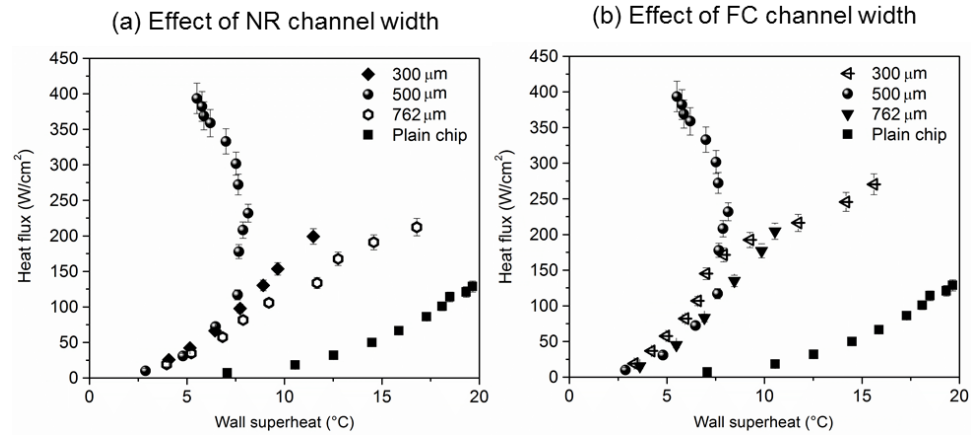 (a) Effect of NR channel width
450
400
350
300
250
200
150
100
50
0
Heat flux (W/cm²)
300 μm
500 μm
762 μm
Plain chip
0 5 10 15 20
Wall superheat (°C)
(b) Effect of FC channel width
450
400
350
300
250
200
150
100
50
0
Heat flux (W/cm²)
300 μm
500 μm
762 μm
Plain chip
0 5 10 15 20
Wall superheat (°C)